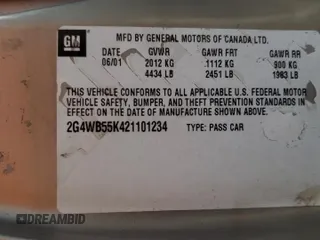 GM
MFD BY GENERAL MOTORS OF CANADA LTD.
DATE GVWR GAWR FRT GAWR RR
06/01 2012 KG 1112 KG 900 KG
4434 LB 2451 LB 1983 LB
THIS VEHICLE CONFORMS TO ALL APPLICABLE U.S. FEDERAL MOTOR
VEHICLE SAFETY, BUMPER, AND THEFT PREVENTION STANDARDS IN
EFFECT ON THE DATE OF MANUFACTURE SHOWN ABOVE.
2G4WB55K421101234 TYPE: PASS CAR
DREAMBID